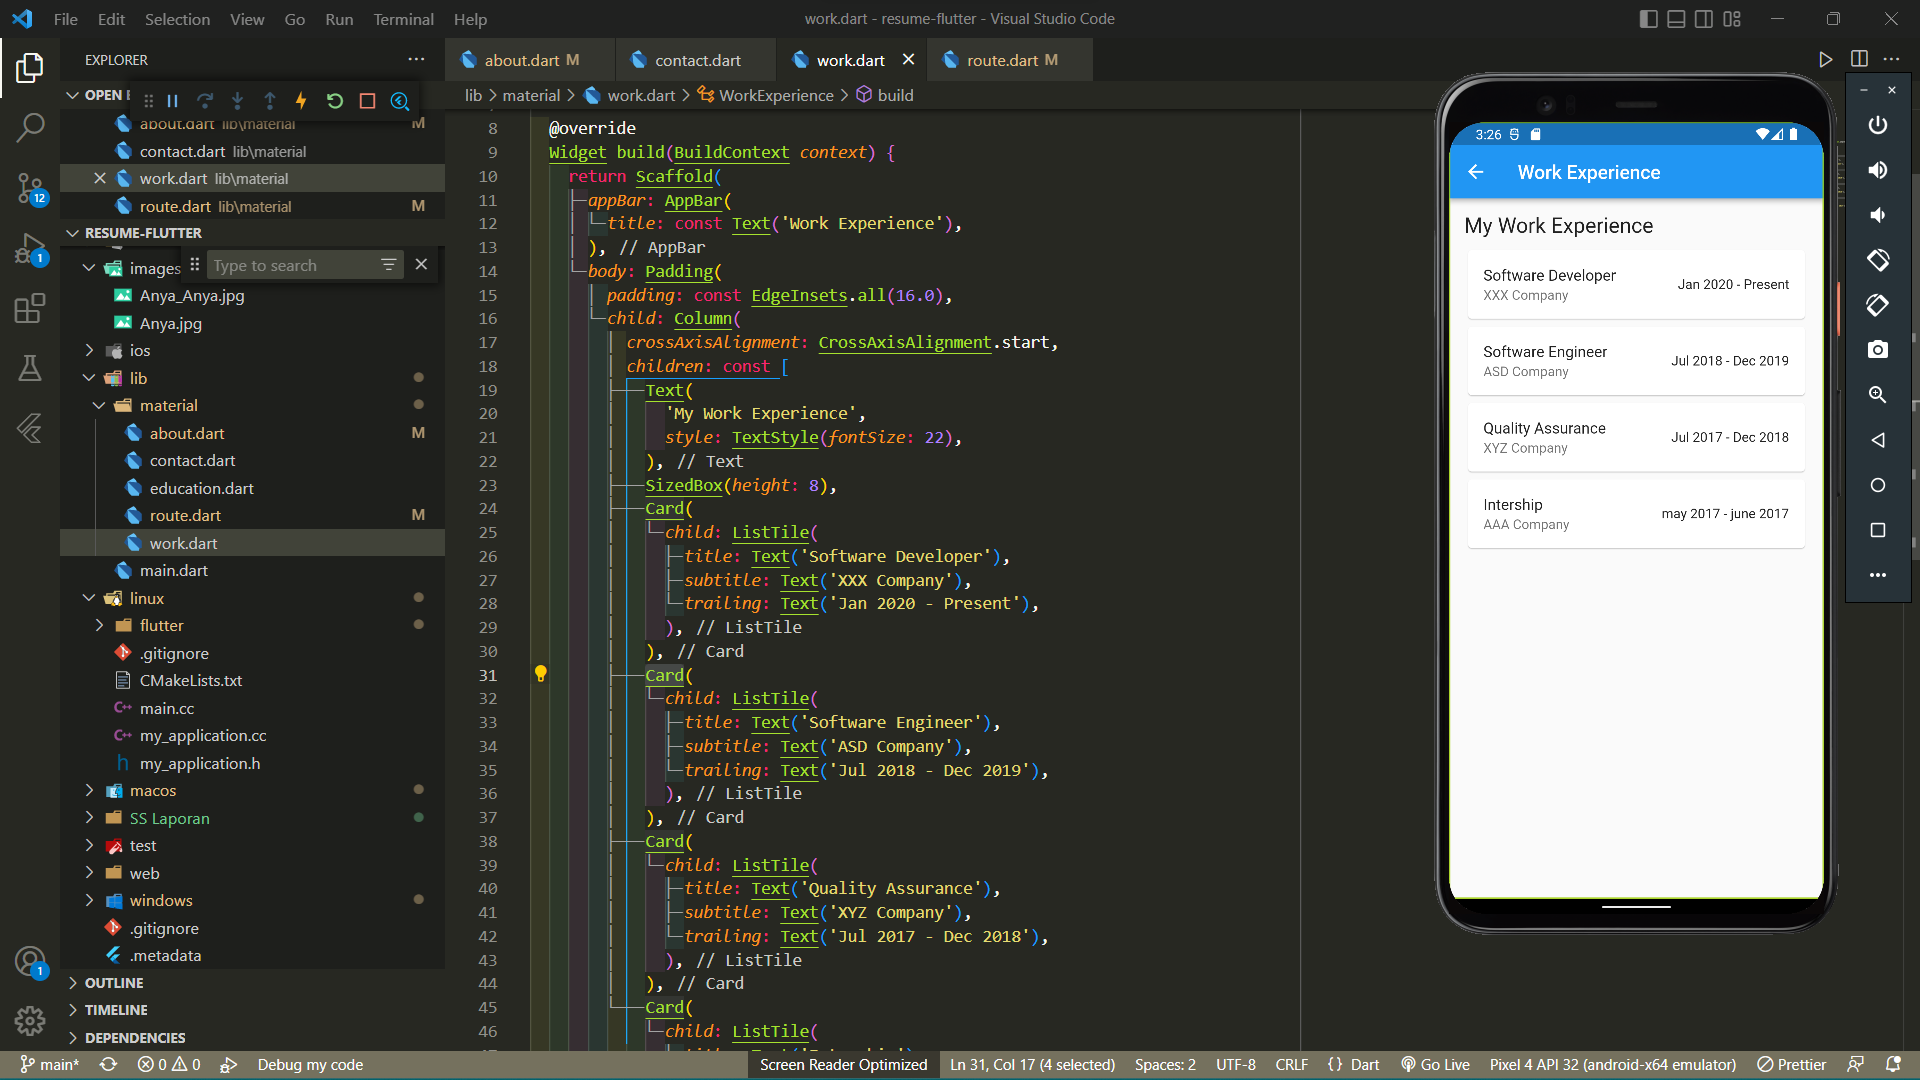 File Edit Selection View Go Run Terminal Help
work.dart - resume-flutter - Visual Studio Code
EXPLORER
about.dart M
contact.dart
work.dart
route.dart M
OPEN E
lib > material > work.dart > WorkExperience > build
about.dart lib\material M
contact.dart lib\material
work.dart lib\material
route.dart lib\material M
RESUME-FLUTTER
images
Type to search
Anya_Anya.jpg
Anya.jpg
ios
lib
material
about.dart M
contact.dart
education.dart
route.dart M
work.dart
main.dart
linux
flutter
.gitignore
CMakeLists.txt
main.cc
my_application.cc
my_application.h
macos
SS Laporan
test
web
windows
.gitignore
.metadata
OUTLINE
TIMELINE
DEPENDENCIES
12
1
1
8 @override
9 Widget build(BuildContext context) {
10 return Scaffold(
11 appBar: AppBar(
12 title: const Text('Work Experience'),
13 ), // AppBar
14 body: Padding(
15 padding: const EdgeInsets.all(16.0),
16 child: Column(
17 crossAxisAlignment: CrossAxisAlignment.start,
18 children: const [
19 Text(
20 'My Work Experience',
21 style: TextStyle(fontSize: 22),
22 ), // Text
23 SizedBox(height: 8),
24 Card(
25 child: ListTile(
26 title: Text('Software Developer'),
27 subtitle: Text('XXX Company'),
28 trailing: Text('Jan 2020 - Present'),
29 ), // ListTile
30 ), // Card
31 Card(
32 child: ListTile(
33 title: Text('Software Engineer'),
34 subtitle: Text('ASD Company'),
35 trailing: Text('Jul 2018 - Dec 2019'),
36 ), // ListTile
37 ), // Card
38 Card(
39 child: ListTile(
40 title: Text('Quality Assurance'),
41 subtitle: Text('XYZ Company'),
42 trailing: Text('Jul 2017 - Dec 2018'),
43 ), // ListTile
44 ), // Card
45 Card(
46 child: ListTile(
3:26
Work Experience
My Work Experience
Software Developer
XXX Company
Jan 2020 - Present
Software Engineer
ASD Company
Jul 2018 - Dec 2019
Quality Assurance
XYZ Company
Jul 2017 - Dec 2018
Intership
AAA Company
may 2017 - june 2017
main* 0 0 Debug my code
Screen Reader Optimized Ln 31, Col 17 (4 selected) Spaces: 2 UTF-8 CRLF {} Dart Go Live Pixel 4 API 32 (android-x64 emulator) Prettier